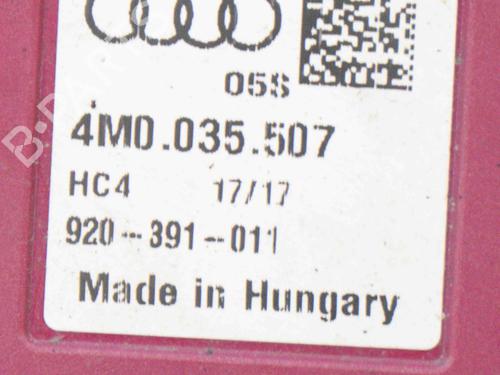 05S
4M0.035.507
HC4 17/17
920-391-011
Made in Hungary